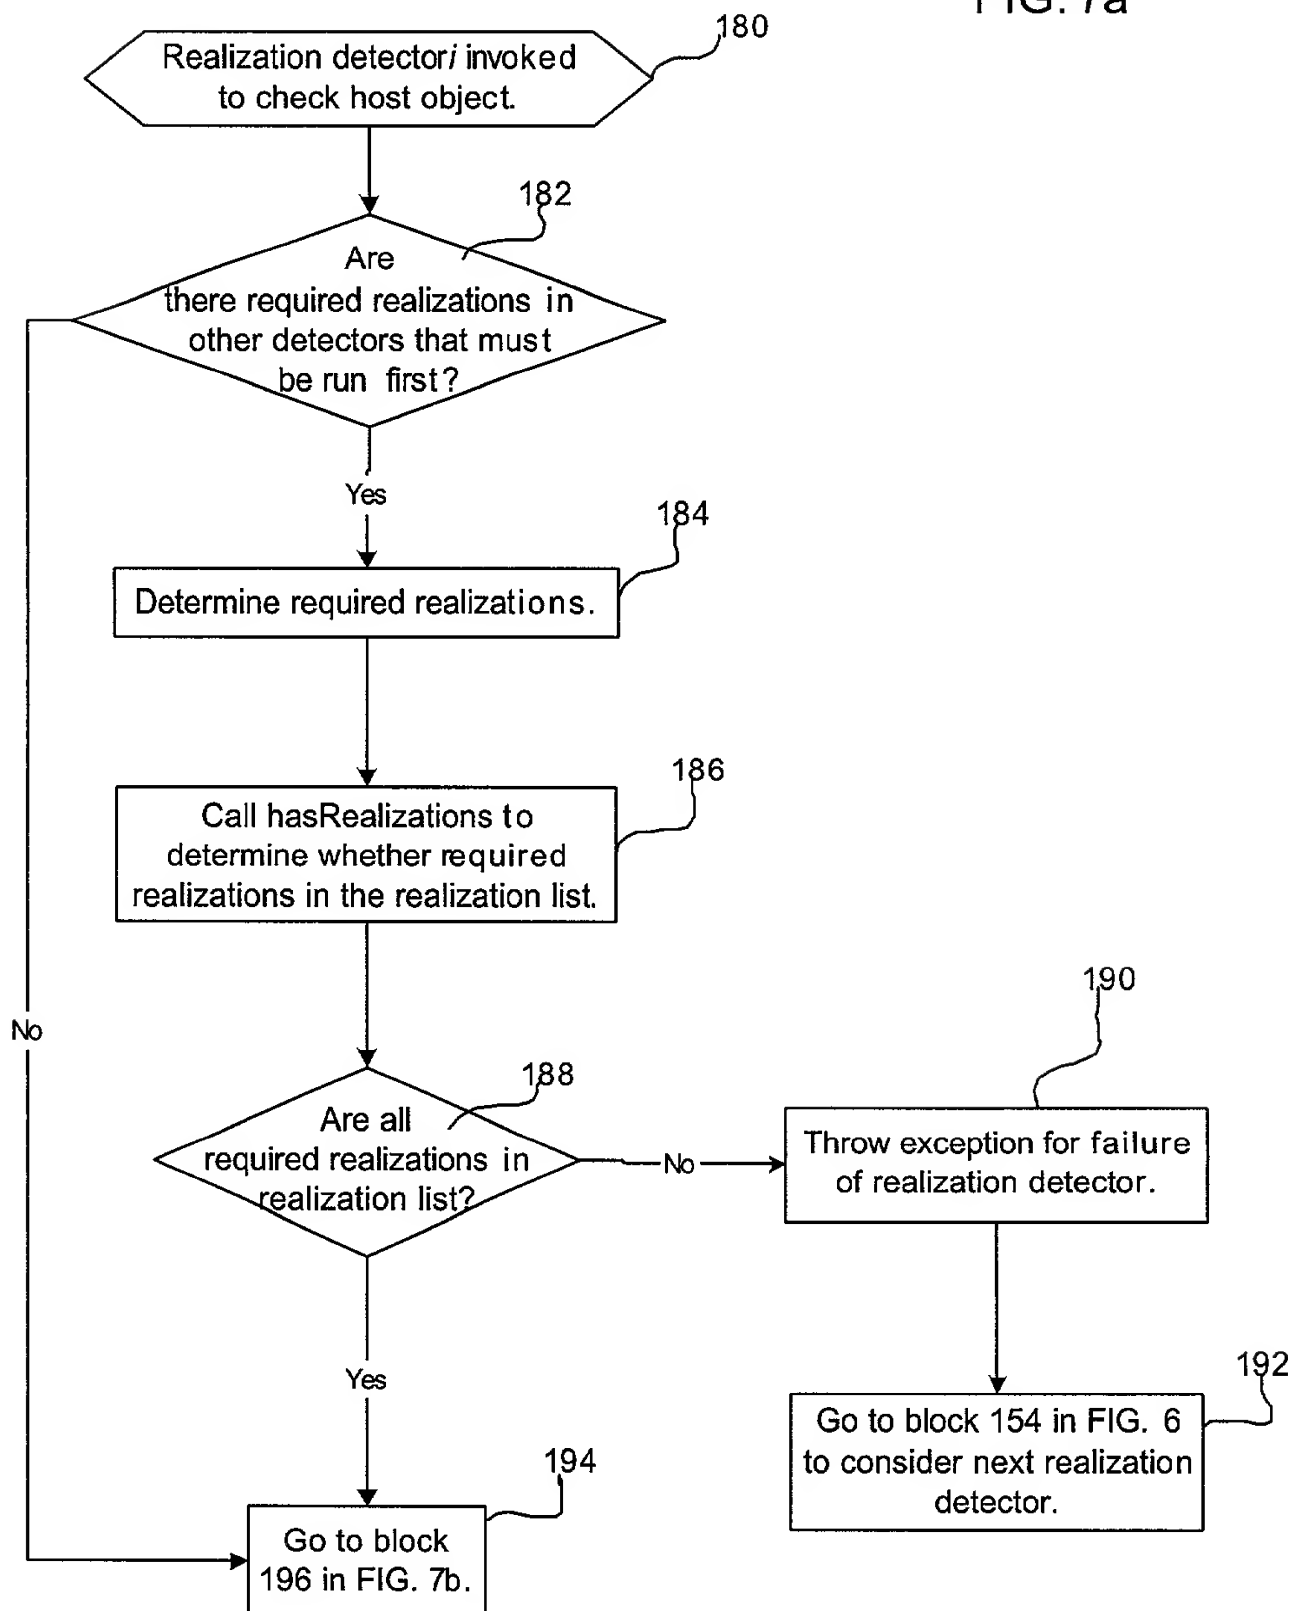 FIG. 7a
180
Realization detector i invoked
to check host object.
182
Are
there required realizations in
other detectors that must
be run first?
Yes
184
Determine required realizations.
186
Call hasRealizations to
determine whether required
realizations in the realization list.
No
188
Are all
required realizations in
realization list?
No
190
Throw exception for failure
of realization detector.
Yes
192
Go to block 154 in FIG. 6
to consider next realization
detector.
194
Go to block
196 in FIG. 7b.